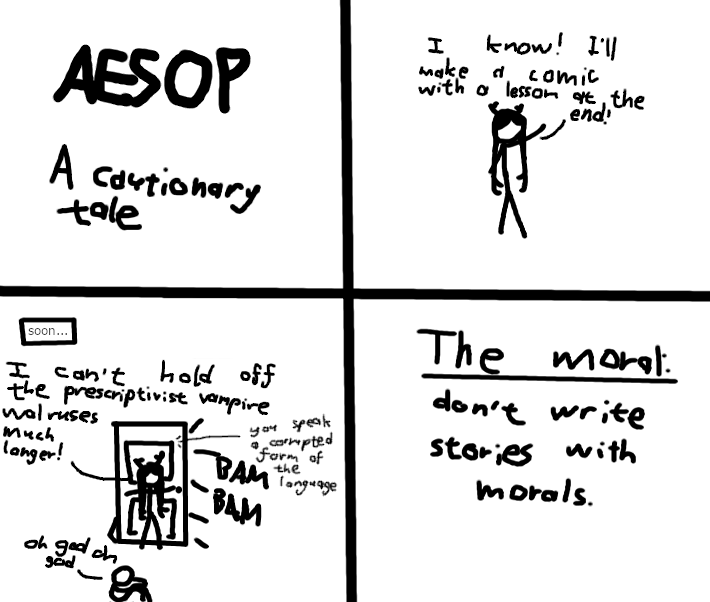 AESOP
A cautionary
tale
I know! I'll
make a comic
with a lesson at the
end!
soon...
I can't hold off
the prescriptivist vampire
walruses
much
longer!
you speak
a corrupted
form of
the
language
BAM
BAM
oh god oh
god
The moral:
don't write
stories with
morals.